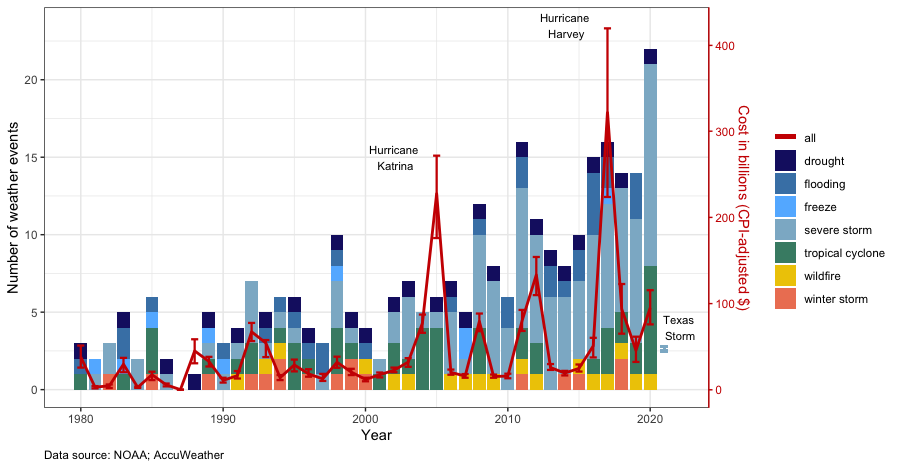 Hurricane
Harvey
Hurricane
Katrina
Texas
Storm
Number of weather events
0
5
10
15
20
1980
1990
2000
2010
2020
Year
Cost in billions (CPI-adjusted $)
0
100
200
300
400
all
drought
flooding
freeze
severe storm
tropical cyclone
wildfire
winter storm
Data source: NOAA; AccuWeather